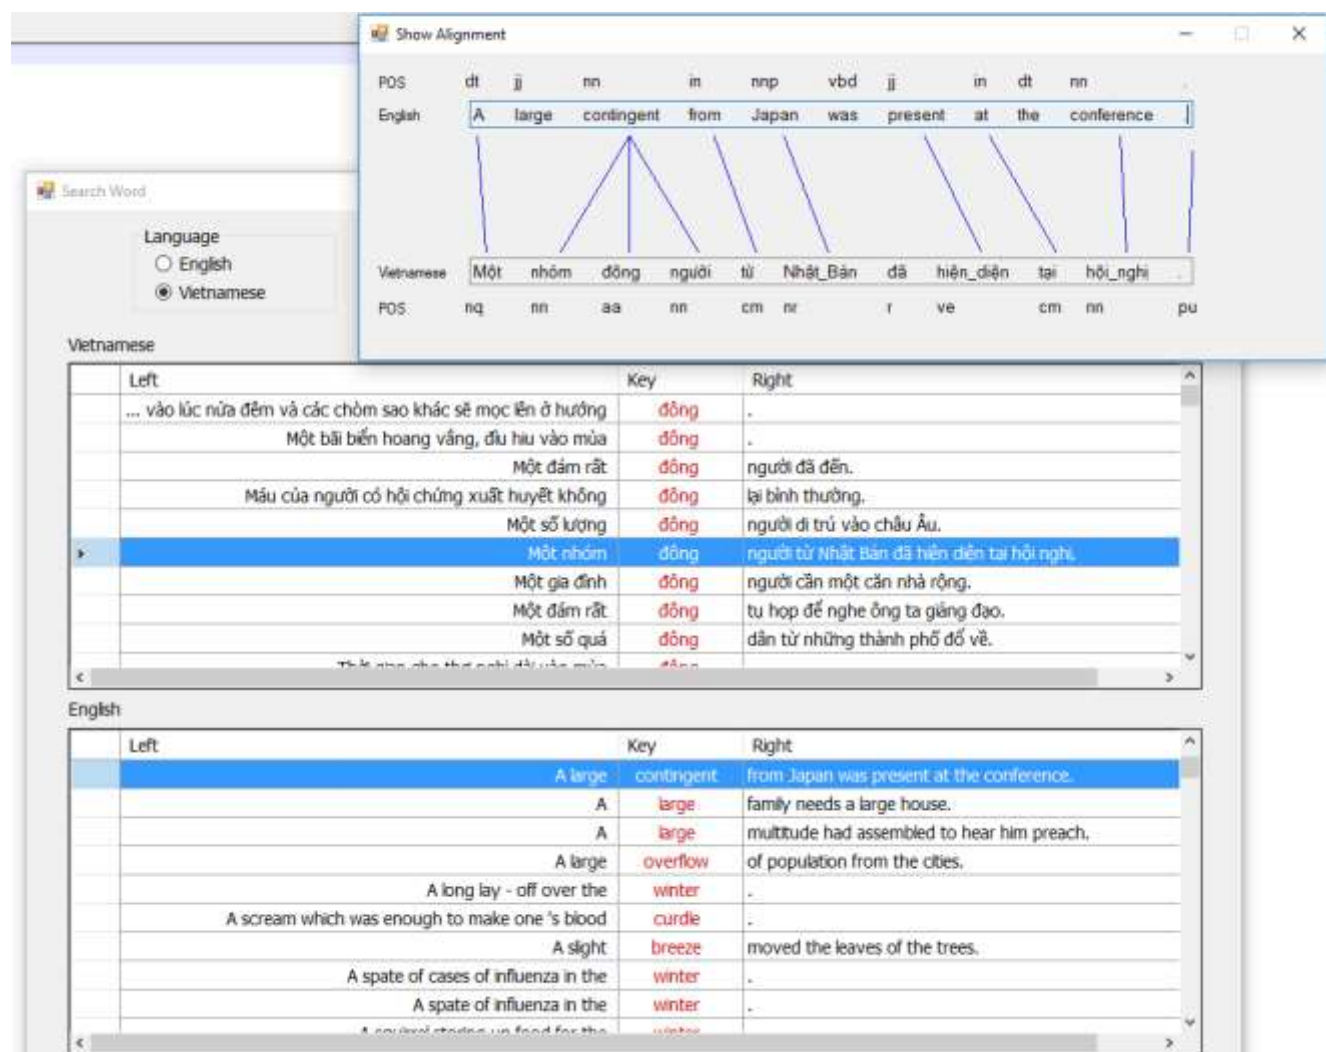 Show Alignment
POS dt jj nn in nnp vbd jj in dt nn .
English A large contingent from Japan was present at the conference .
Vietnamese Một nhóm đông người từ Nhật_Bản đã hiện_diện tại hội_nghị .
POS nq nn aa nn cm nr r ve cm nn pu
Search Word
Language
English
Vietnamese
Vietnamese
Left Key Right
... vào lúc nửa đêm và các chòm sao khác sẽ mọc lên ở hướng đông .
Một bãi biển hoang vắng, đìu hiu vào mùa đông .
Một đám rất đông người đã đến.
Máu của người có hội chứng xuất huyết không đông lại bình thường.
Một số lượng đông người di trú vào châu Âu.
Một nhóm đông người từ Nhật Bản đã hiện diện tại hội nghị.
Một gia đình đông người cần một căn nhà rộng.
Một đám rất đông tụ họp để nghe ông ta giảng đạo.
Một số quá đông dân từ những thành phố đổ về.
English
Left Key Right
A large contingent from Japan was present at the conference.
A large family needs a large house.
A large multitude had assembled to hear him preach.
A large overflow of population from the cities.
A long lay - off over the winter .
A scream which was enough to make one 's blood curdle .
A slight breeze moved the leaves of the trees.
A spate of cases of influenza in the winter .
A spate of influenza in the winter .